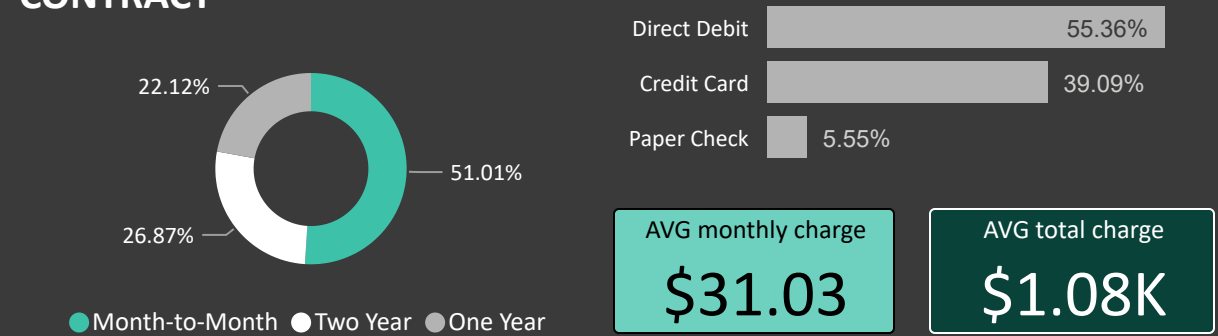 CONTRACT
22.12%
51.01%
26.87%
Month-to-Month Two Year One Year
Direct Debit 55.36%
Credit Card 39.09%
Paper Check 5.55%
AVG monthly charge
$31.03
AVG total charge
$1.08K